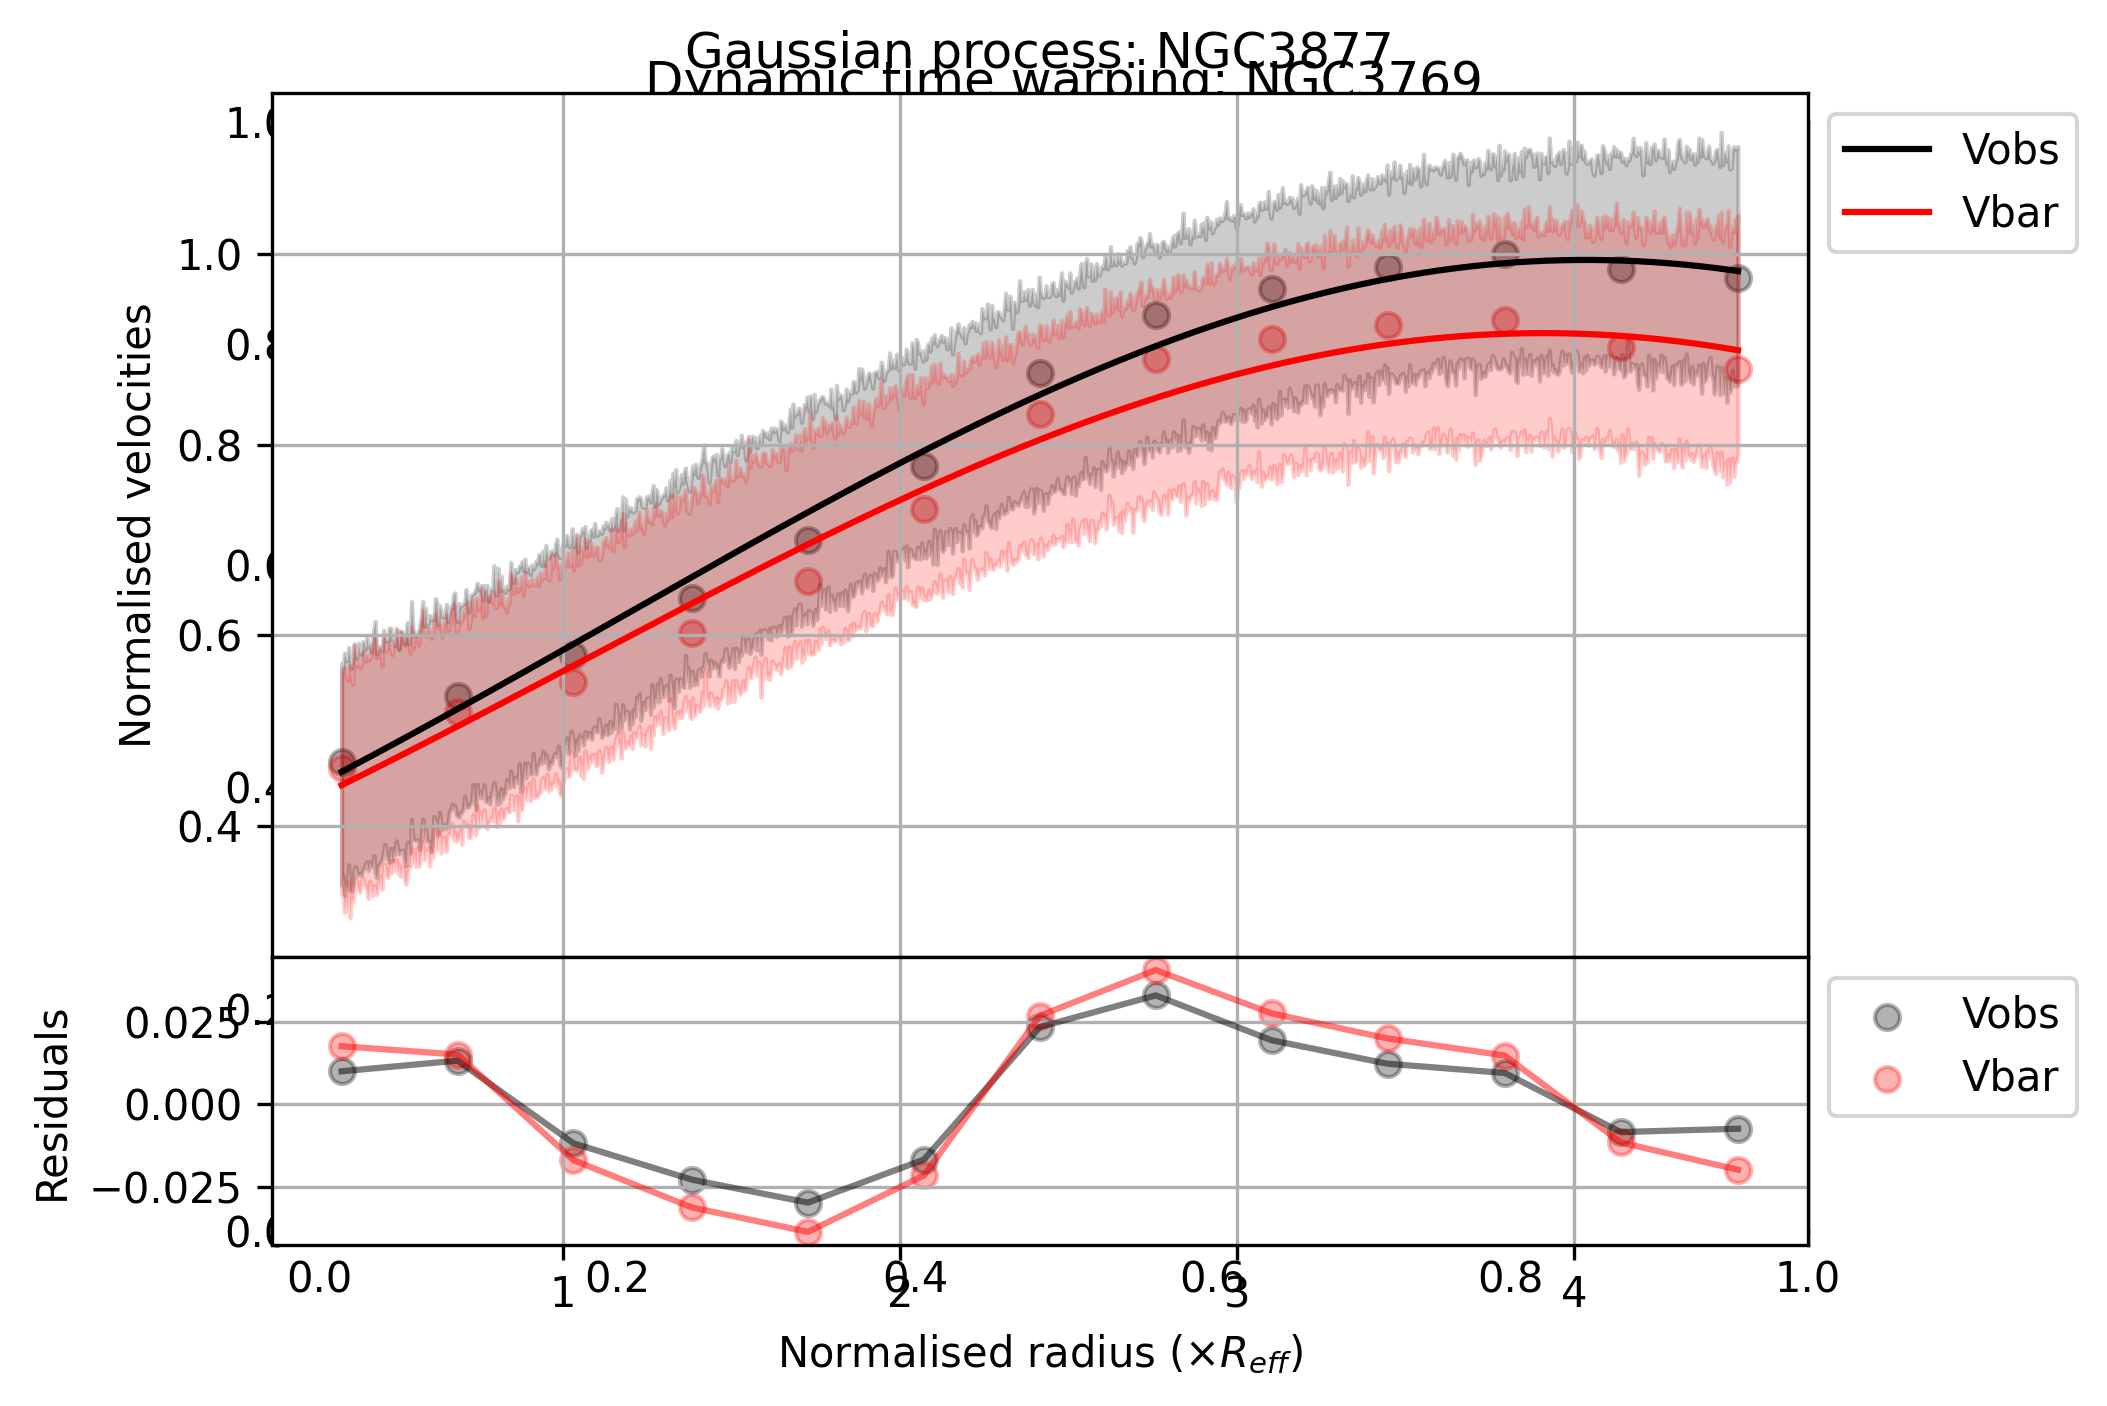 Gaussian process: NGC3877
Dynamic time warping: NGC3769
Vobs
Vbar
1.0
0.8
0.6
0.4
Normalised velocities
Vobs
Vbar
0.025
0.000
−0.025
Residuals
0.0 0.2 0.4 0.6 0.8 1.0
1 2 3 4
Normalised radius (×R_eff)